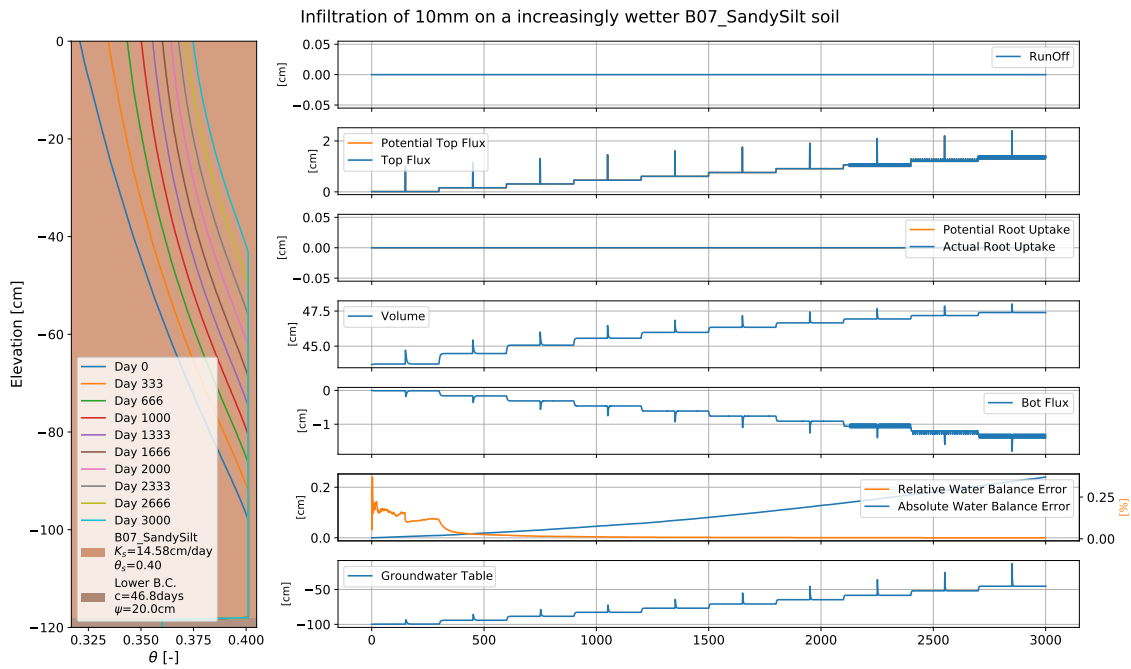 Infiltration of 10mm on a increasingly wetter B07_SandySilt soil
Elevation [cm]
0
−20
−40
−60
−80
−100
−120
0.325
0.350
0.375
0.400
θ [-]
Day 0
Day 333
Day 666
Day 1000
Day 1333
Day 1666
Day 2000
Day 2333
Day 2666
Day 3000
B07_SandySilt
Ks=14.58cm/day
θs=0.40
Lower B.C.
c=46.8days
ψ=20.0cm
[cm]
0.05
0.00
−0.05
RunOff
[cm]
2
0
Potential Top Flux
Top Flux
[cm]
0.05
0.00
−0.05
Potential Root Uptake
Actual Root Uptake
[cm]
47.5
45.0
Volume
[cm]
0
−1
Bot Flux
[cm]
0.2
0.0
Relative Water Balance Error
Absolute Water Balance Error
0.25
0.00
[%]
[cm]
−50
−100
Groundwater Table
0
500
1000
1500
2000
2500
3000